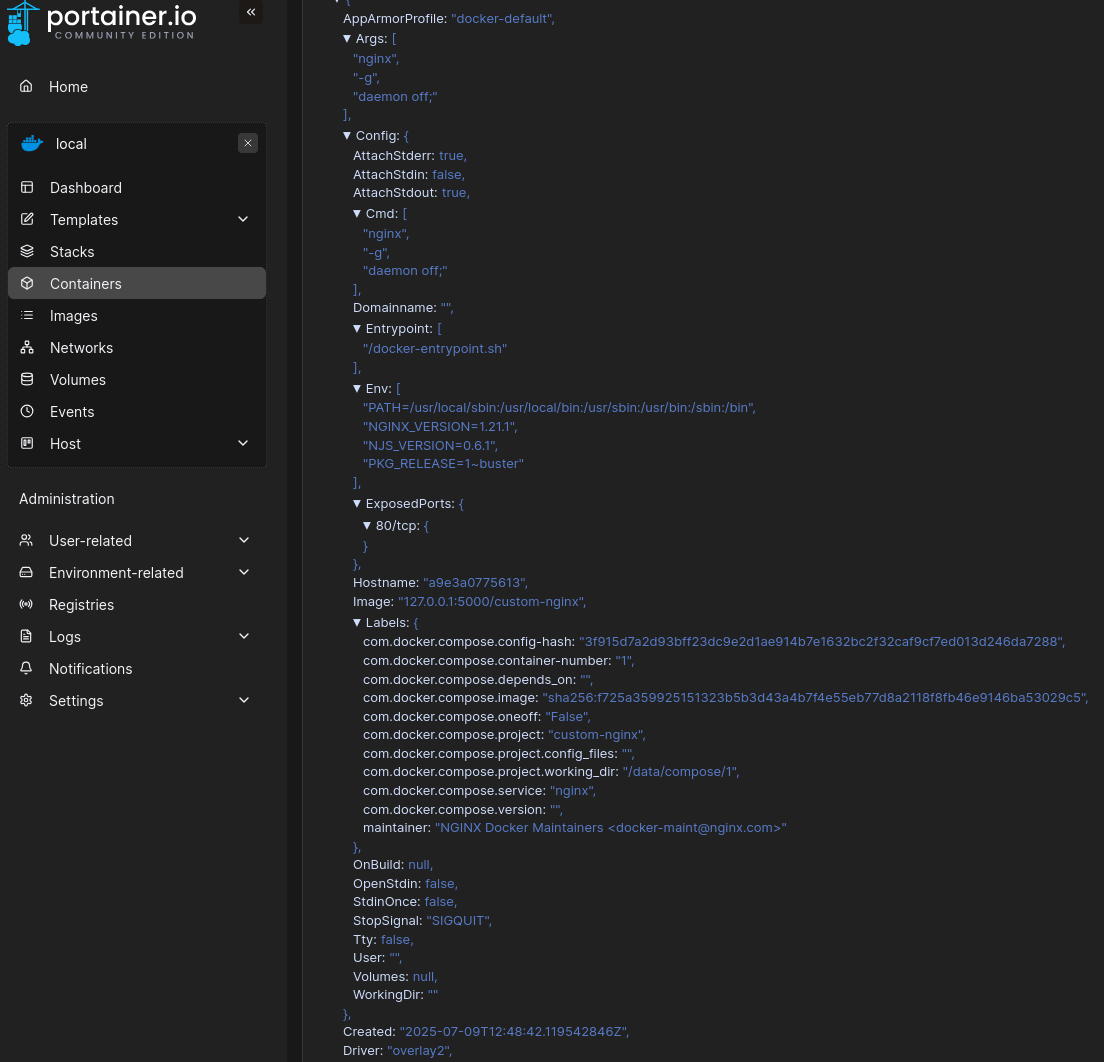 portainer.io
COMMUNITY EDITION
«
Home
local
×
Dashboard
Templates
Stacks
Containers
Images
Networks
Volumes
Events
Host
Administration
User-related
Environment-related
Registries
Logs
Notifications
Settings
▼ {
AppArmorProfile: "docker-default",
▼ Args: [
"nginx",
"-g",
"daemon off;"
],
▼ Config: {
AttachStderr: true,
AttachStdin: false,
AttachStdout: true,
▼ Cmd: [
"nginx",
"-g",
"daemon off;"
],
Domainname: "",
▼ Entrypoint: [
"/docker-entrypoint.sh"
],
▼ Env: [
"PATH=/usr/local/sbin:/usr/local/bin:/usr/sbin:/usr/bin:/sbin:/bin",
"NGINX_VERSION=1.21.1",
"NJS_VERSION=0.6.1",
"PKG_RELEASE=1~buster"
],
▼ ExposedPorts: {
▼ 80/tcp: {
}
},
Hostname: "a9e3a0775613",
Image: "127.0.0.1:5000/custom-nginx",
▼ Labels: {
com.docker.compose.config-hash: "3f915d7a2d93bff23dc9e2d1ae914b7e1632bc2f32caf9cf7ed013d246da7288",
com.docker.compose.container-number: "1",
com.docker.compose.depends_on: "",
com.docker.compose.image: "sha256:f725a359925151323b5b3d43a4b7f4e55eb77d8a2118f8fb46e9146ba53029c5",
com.docker.compose.oneoff: "False",
com.docker.compose.project: "custom-nginx",
com.docker.compose.project.config_files: "",
com.docker.compose.project.working_dir: "/data/compose/1",
com.docker.compose.service: "nginx",
com.docker.compose.version: "",
maintainer: "NGINX Docker Maintainers <docker-maint@nginx.com>"
},
OnBuild: null,
OpenStdin: false,
StdinOnce: false,
StopSignal: "SIGQUIT",
Tty: false,
User: "",
Volumes: null,
WorkingDir: ""
},
Created: "2025-07-09T12:48:42.119542846Z",
Driver: "overlay2",